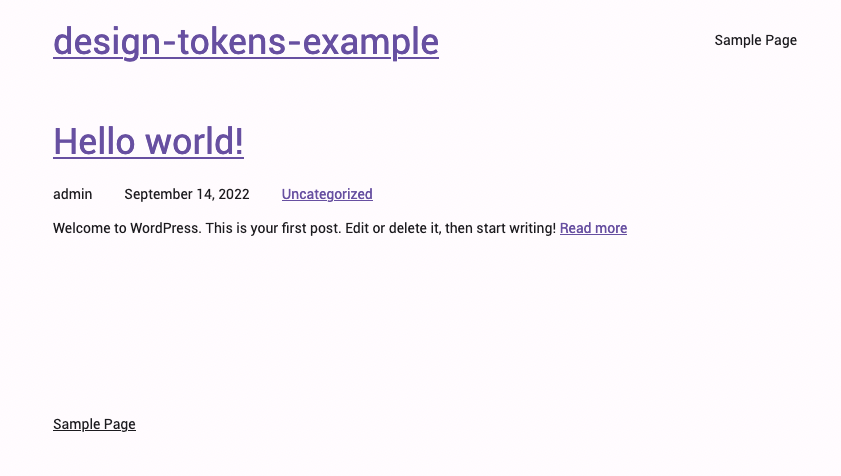 design-tokens-example
Sample Page
Hello world!
admin September 14, 2022 Uncategorized
Welcome to WordPress. This is your first post. Edit or delete it, then start writing! Read more
Sample Page